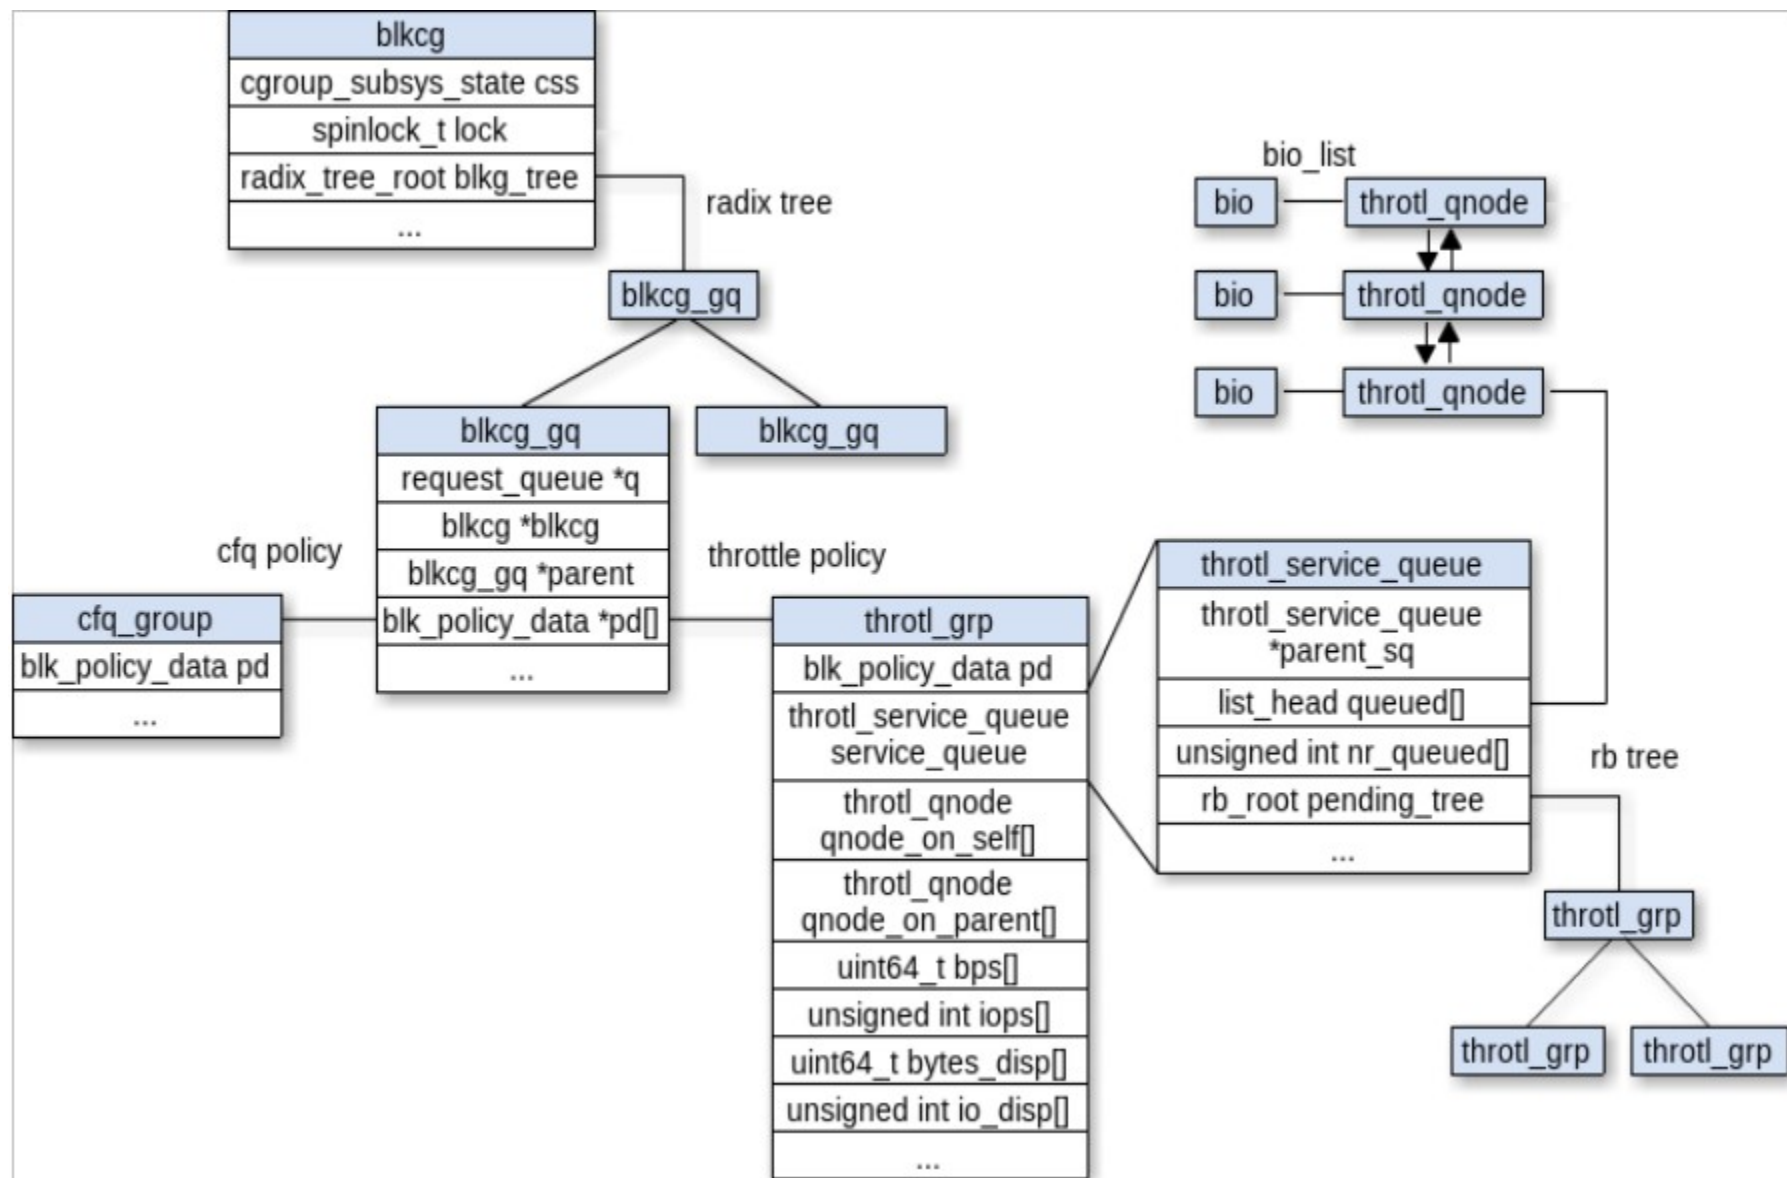 blkcg
cgroup_subsys_state css
spinlock_t lock
radix_tree_root blkg_tree
...
radix tree
blkcg_gq
blkcg_gq
request_queue *q
blkcg *blkcg
blkcg_gq *parent
blk_policy_data *pd[]
...
blkcg_gq
cfq policy
cfq_group
blk_policy_data pd
...
throttle policy
throtl_grp
blk_policy_data pd
throtl_service_queue
service_queue
throtl_qnode
qnode_on_self[]
throtl_qnode
qnode_on_parent[]
uint64_t bps[]
unsigned int iops[]
uint64_t bytes_disp[]
unsigned int io_disp[]
...
bio_list
bio
throtl_qnode
bio
throtl_qnode
bio
throtl_qnode
throtl_service_queue
throtl_service_queue
*parent_sq
list_head queued[]
unsigned int nr_queued[]
rb_root pending_tree
...
rb tree
throtl_grp
throtl_grp
throtl_grp